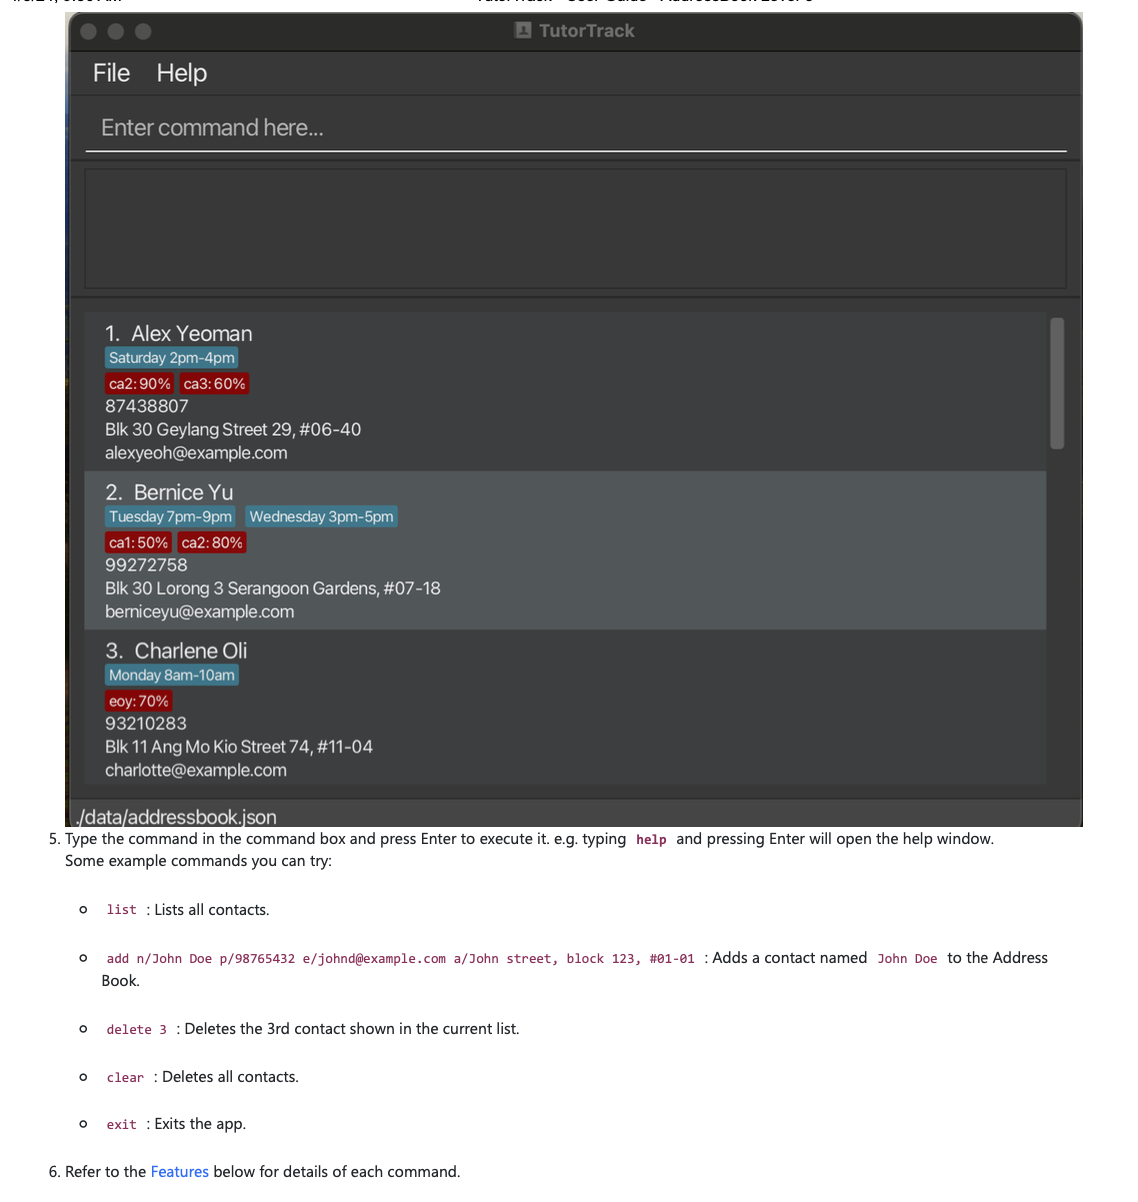 TutorTrack
File Help
Enter command here...
1. Alex Yeoman
Saturday 2pm-4pm
ca2: 90% ca3: 60%
87438807
Blk 30 Geylang Street 29, #06-40
alexyeoh@example.com
2. Bernice Yu
Tuesday 7pm-9pm Wednesday 3pm-5pm
ca1: 50% ca2: 80%
99272758
Blk 30 Lorong 3 Serangoon Gardens, #07-18
berniceyu@example.com
3. Charlene Oli
Monday 8am-10am
eoy: 70%
93210283
Blk 11 Ang Mo Kio Street 74, #11-04
charlotte@example.com
./data/addressbook.json
5. Type the command in the command box and press Enter to execute it. e.g. typing help and pressing Enter will open the help window.
Some example commands you can try:
list : Lists all contacts.
add n/John Doe p/98765432 e/johnd@example.com a/John street, block 123, #01-01 : Adds a contact named John Doe to the Address
Book.
delete 3 : Deletes the 3rd contact shown in the current list.
clear : Deletes all contacts.
exit : Exits the app.
6. Refer to the Features below for details of each command.